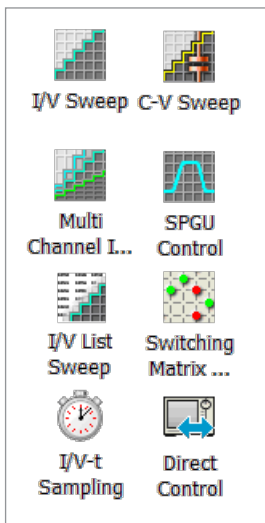 I/V Sweep C-V Sweep
Multi
Channel I...
SPGU
Control
I/V List
Sweep
Switching
Matrix ...
I/V-t
Sampling
Direct
Control